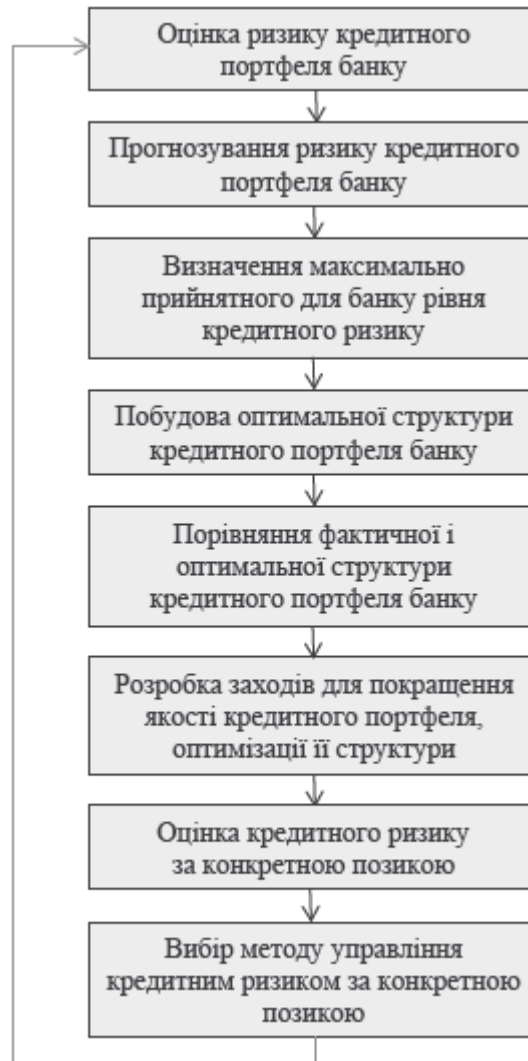 Оцінка ризику кредитного
портфеля банку
Прогнозування ризику кредитного
портфеля банку
Визначення максимально
прийнятного для банку рівня
кредитного ризику
Побудова оптимальної структури
кредитного портфеля банку
Порівняння фактичної і
оптимальної структури
кредитного портфеля банку
Розробка заходів для покращення
якості кредитного портфеля,
оптимізації її структури
Оцінка кредитного ризику
за конкретною позикою
Вибір методу управління
кредитним ризиком за конкретною
позикою